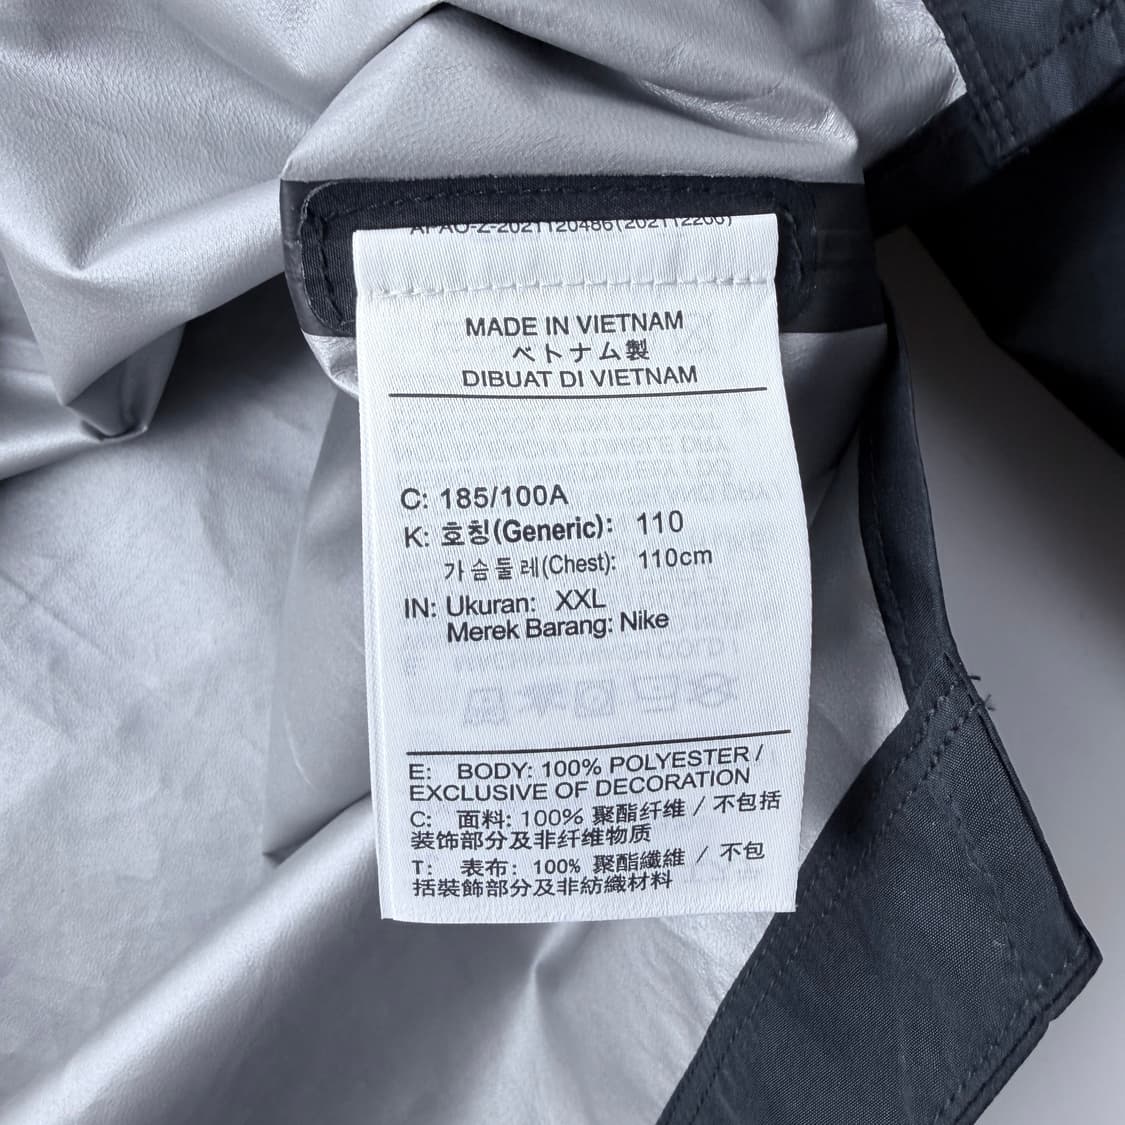 MADE IN VIETNAM
ベトナム製
DIBUAT DI VIETNAM
C: 185/100A
K: 호칭(Generic): 110
가슴둘레(Chest): 110cm
IN: Ukuran: XXL
Merek Barang: Nike
E: BODY: 100% POLYESTER /
EXCLUSIVE OF DECORATION
C: 面料: 100% 聚酯纤维 / 不包括
装饰部分及非纤维物质
T: 表布: 100% 聚酯纖維 / 不包
括裝飾部分及非紡織材料